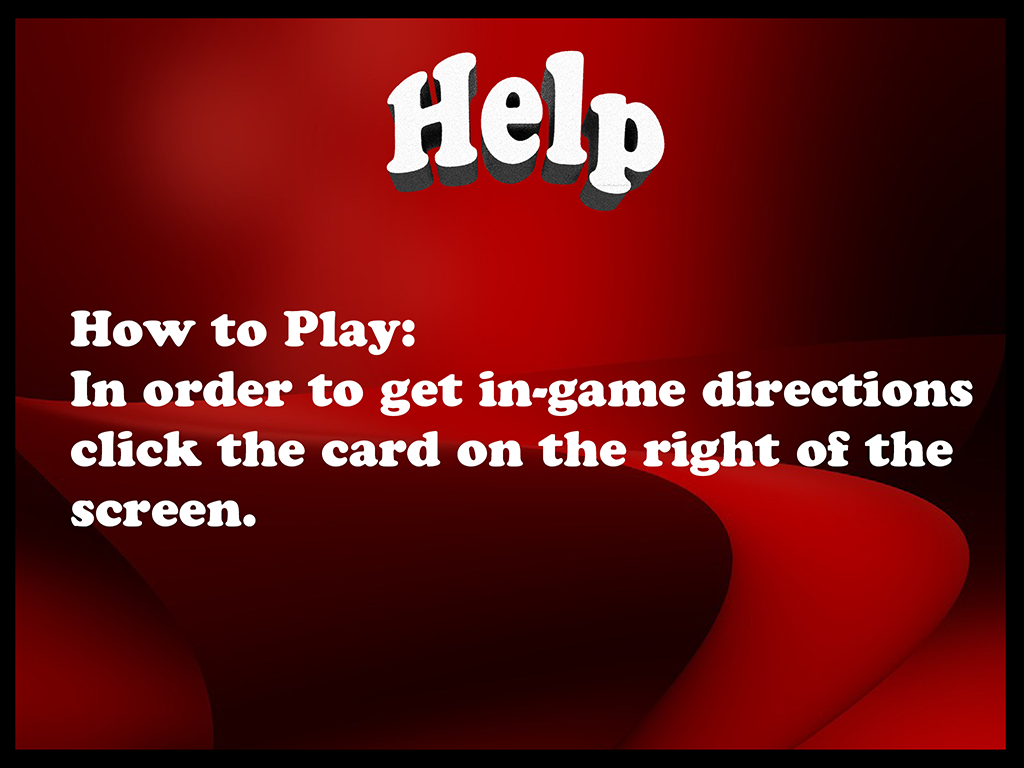 Help
How to Play:
In order to get in-game directions
click the card on the right of the
screen.